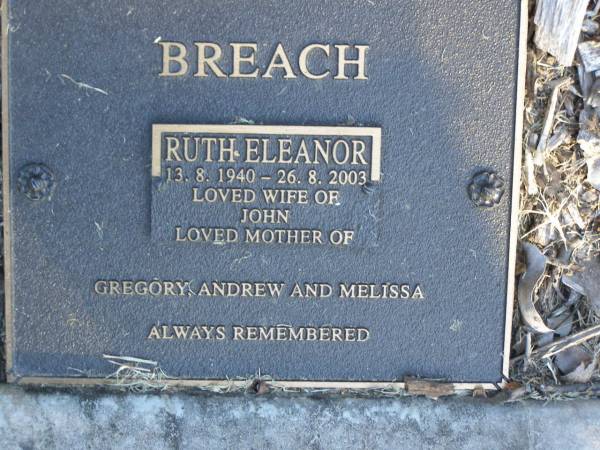 BREACH
RUTH ELEANOR
13. 8. 1940 – 26. 8. 2003
LOVED WIFE OF
JOHN
LOVED MOTHER OF
GREGORY, ANDREW AND MELISSA
ALWAYS REMEMBERED